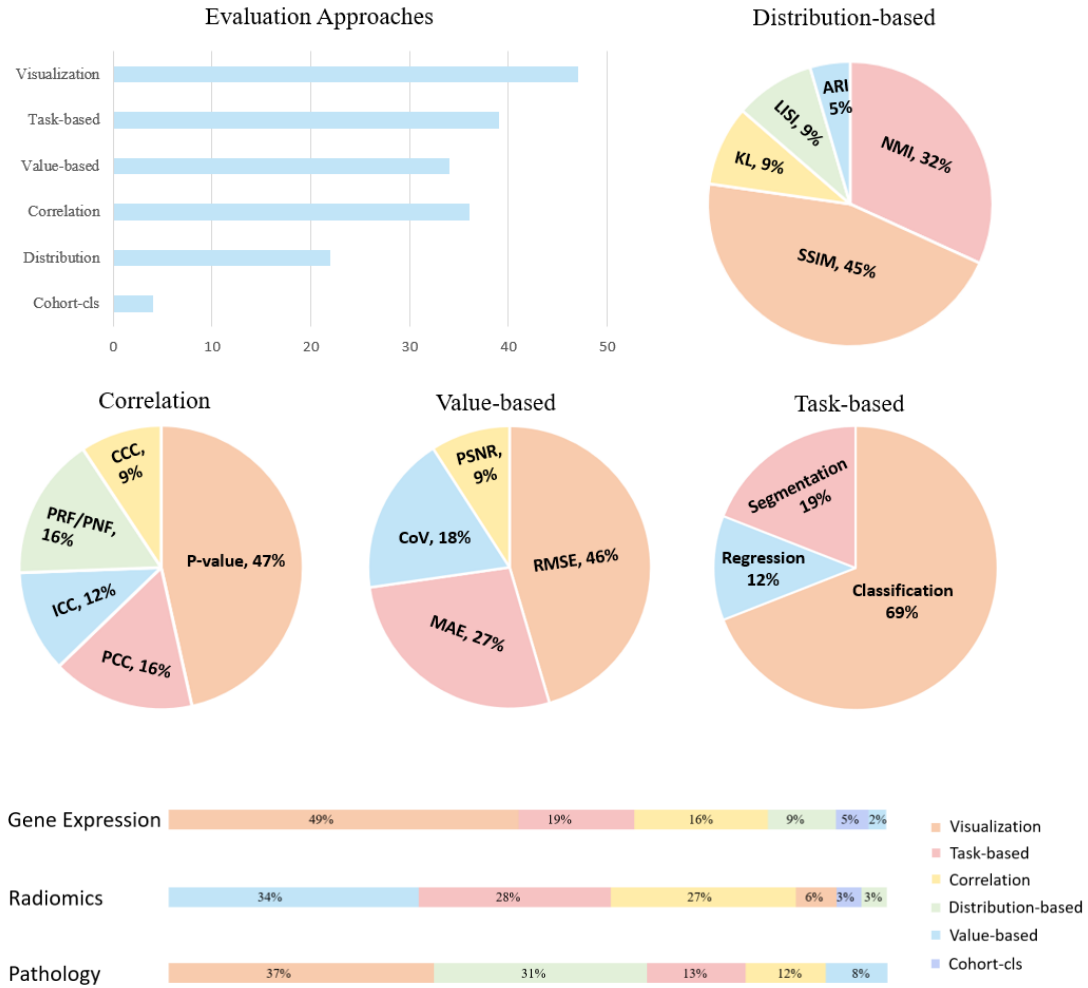 Evaluation Approaches
Visualization
Task-based
Value-based
Correlation
Distribution
Cohort-cls
0 10 20 30 40 50
Distribution-based
ARI
5%
LISI, 9%
KL, 9%
NMI, 32%
SSIM, 45%
Correlation
CCC,
9%
PRF/PNF,
16%
P-value, 47%
ICC, 12%
PCC, 16%
Value-based
PSNR,
9%
CoV, 18%
RMSE, 46%
MAE, 27%
Task-based
Segmentation
19%
Regression
12%
Classification
69%
Gene Expression 49% 19% 16% 9% 5% 2%
Radiomics 34% 28% 27% 6% 3% 3%
Pathology 37% 31% 13% 12% 8%
Visualization
Task-based
Correlation
Distribution-based
Value-based
Cohort-cls